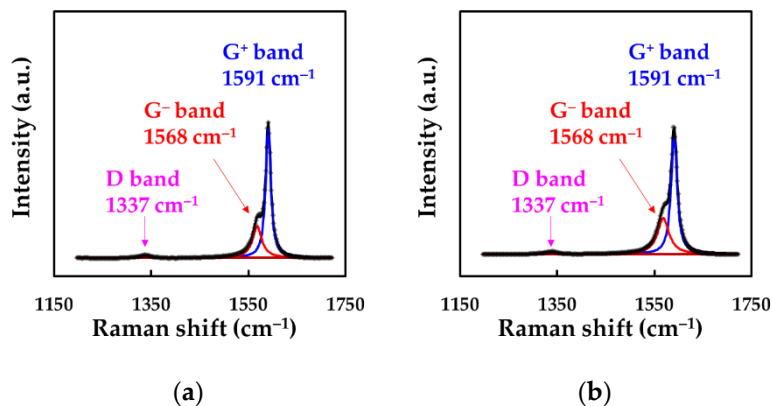 Intensity (a.u.)
G⁺ band
1591 cm⁻¹
G⁻ band
1568 cm⁻¹
D band
1337 cm⁻¹
1150 1350 1550 1750
Raman shift (cm⁻¹)
(a)
Intensity (a.u.)
G⁺ band
1591 cm⁻¹
G⁻ band
1568 cm⁻¹
D band
1337 cm⁻¹
1150 1350 1550 1750
Raman shift (cm⁻¹)
(b)